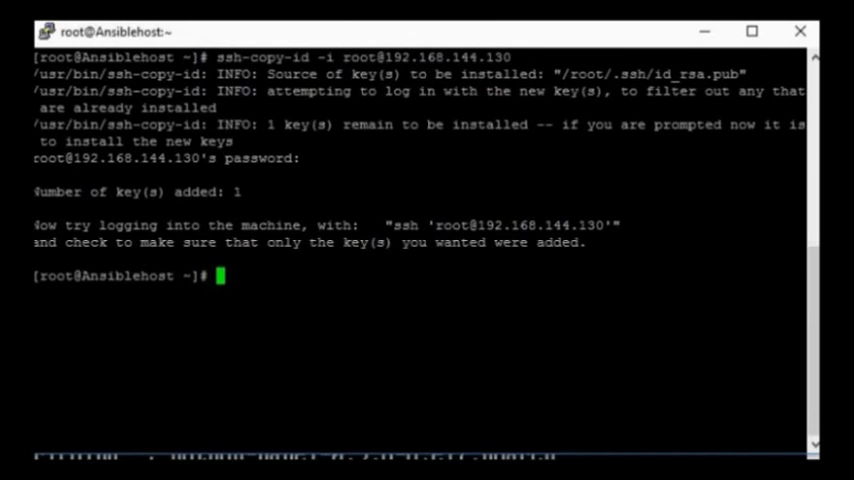 root@Ansiblehost:~
[root@Ansiblehost ~]# ssh-copy-id -i root@192.168.144.130
/usr/bin/ssh-copy-id: INFO: Source of key(s) to be installed: "/root/.ssh/id_rsa.pub"
/usr/bin/ssh-copy-id: INFO: attempting to log in with the new key(s), to filter out any that
are already installed
/usr/bin/ssh-copy-id: INFO: 1 key(s) remain to be installed -- if you are prompted now it is
to install the new keys
root@192.168.144.130's password:
Number of key(s) added: 1
Now try logging into the machine, with:   "ssh 'root@192.168.144.130'"
and check to make sure that only the key(s) you wanted were added.
[root@Ansiblehost ~]#